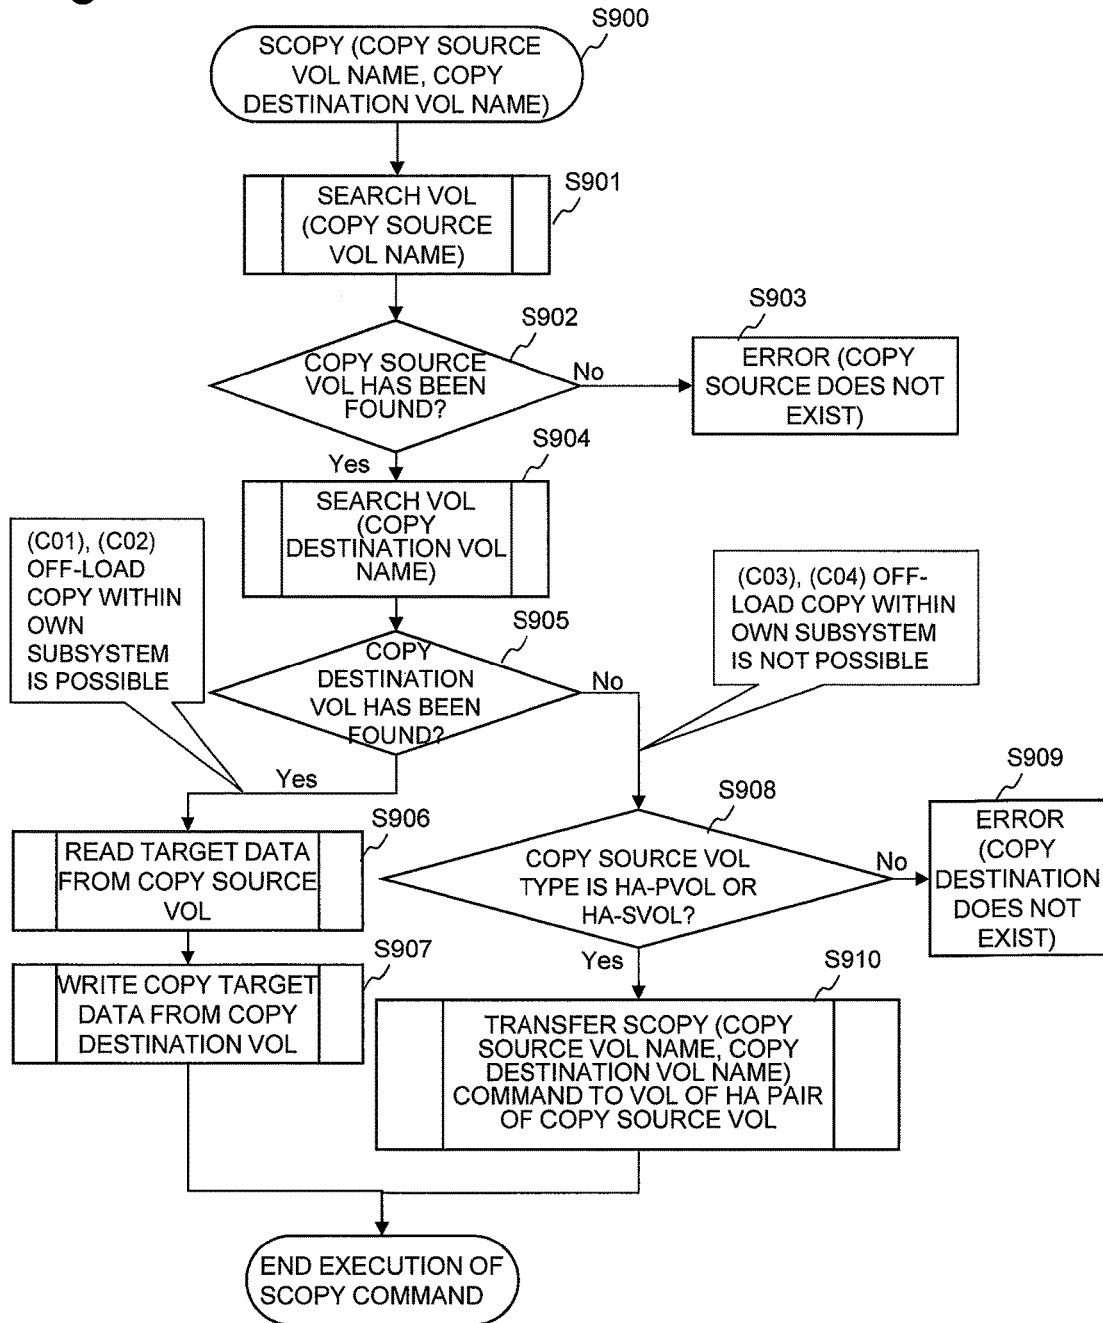 S900
SCOPY (COPY SOURCE
VOL NAME, COPY
DESTINATION VOL NAME)
S901
SEARCH VOL
(COPY SOURCE
VOL NAME)
S902
COPY SOURCE
VOL HAS BEEN
FOUND?
No
S903
ERROR (COPY
SOURCE DOES NOT
EXIST)
Yes
S904
SEARCH VOL
(COPY
DESTINATION VOL
NAME)
(C01), (C02)
OFF-LOAD
COPY WITHIN
OWN
SUBSYSTEM
IS POSSIBLE
(C03), (C04) OFF-
LOAD COPY WITHIN
OWN SUBSYSTEM
IS NOT POSSIBLE
S905
COPY
DESTINATION
VOL HAS BEEN
FOUND?
No
Yes
S906
READ TARGET DATA
FROM COPY SOURCE
VOL
S908
COPY SOURCE VOL
TYPE IS HA-PVOL OR
HA-SVOL?
No
S909
ERROR
(COPY
DESTINATION
DOES NOT
EXIST)
S907
WRITE COPY TARGET
DATA FROM COPY
DESTINATION VOL
Yes
S910
TRANSFER SCOPY (COPY
SOURCE VOL NAME, COPY
DESTINATION VOL NAME)
COMMAND TO VOL OF HA PAIR
OF COPY SOURCE VOL
END EXECUTION OF
SCOPY COMMAND